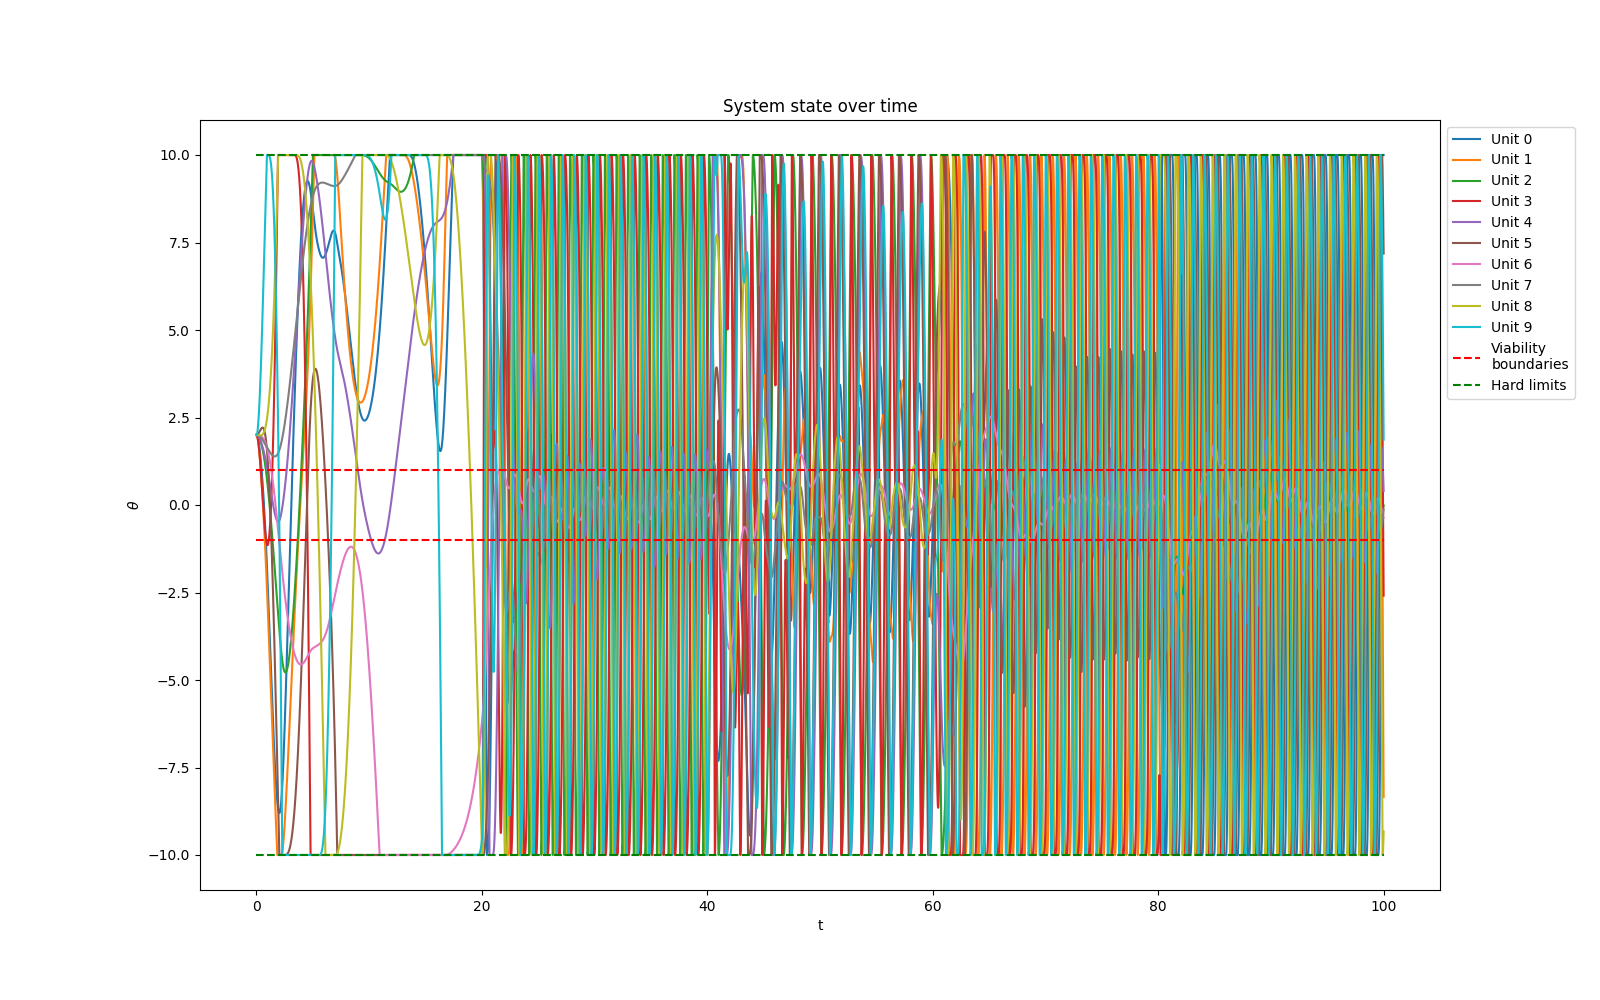 System state over time
10.0
7.5
5.0
2.5
0.0
−2.5
−5.0
−7.5
−10.0
θ
0
20
40
60
80
100
t
Unit 0
Unit 1
Unit 2
Unit 3
Unit 4
Unit 5
Unit 6
Unit 7
Unit 8
Unit 9
Viability
boundaries
Hard limits